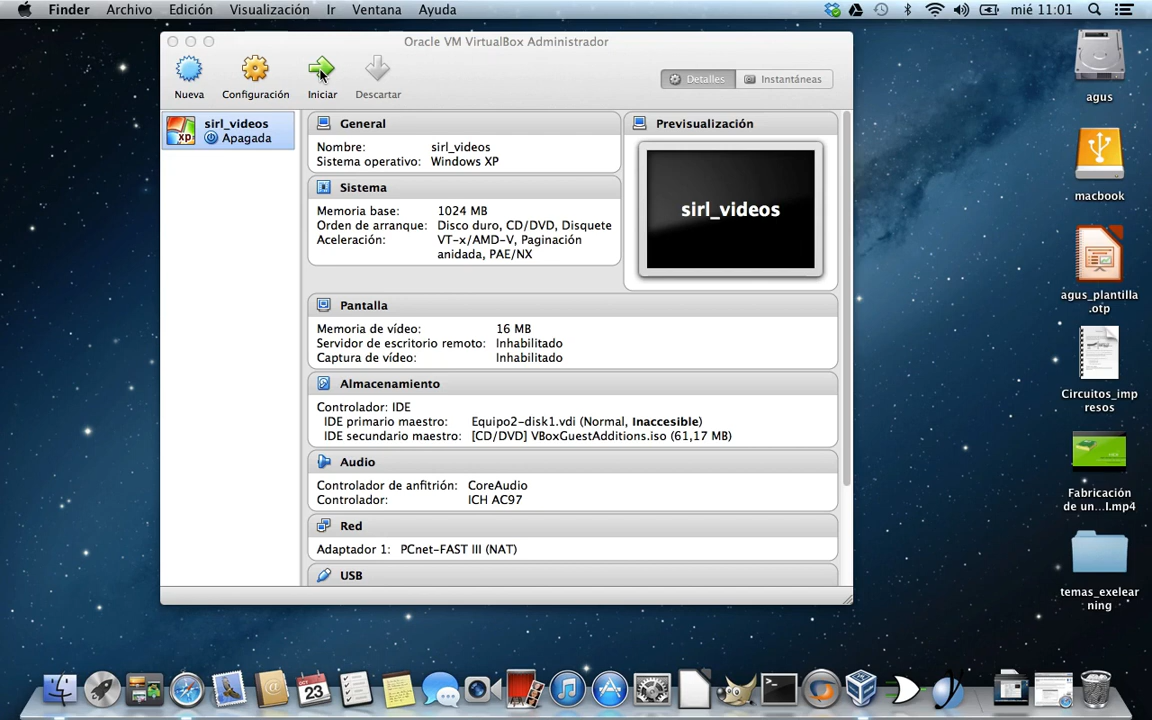 Finder Archivo Edición Visualización Ir Ventana Ayuda mié 11:01
Oracle VM VirtualBox Administrador
Nueva Configuración Iniciar Descartar Detalles Instantáneas
sirl_videos
Apagada
xp
General
Nombre: sirl_videos
Sistema operativo: Windows XP
Sistema
Memoria base: 1024 MB
Orden de arranque: Disco duro, CD/DVD, Disquete
Aceleración: VT-x/AMD-V, Paginación
anidada, PAE/NX
Previsualización
sirl_videos
Pantalla
Memoria de vídeo: 16 MB
Servidor de escritorio remoto: Inhabilitado
Captura de vídeo: Inhabilitado
Almacenamiento
Controlador: IDE
IDE primario maestro: Equipo2-disk1.vdi (Normal, Inaccesible)
IDE secundario maestro: [CD/DVD] VBoxGuestAdditions.iso (61,17 MB)
Audio
Controlador de anfitrión: CoreAudio
Controlador: ICH AC97
Red
Adaptador 1: PCnet-FAST III (NAT)
USB
agus
macbook
agus_plantilla
.otp
Circuitos_imp
resos
Fabricación
de un...l.mp4
temas_exelear
ning
OCT
23